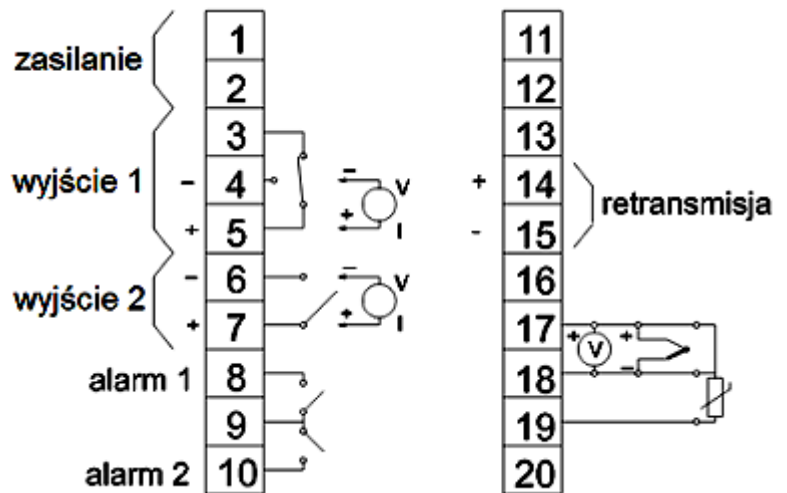 zasilanie
wyjście 1
wyjście 2
alarm 1
alarm 2
1
2
3
- 4 - V
+ 5 + I
- 6 - V
+ 7 + I
8
9
10
11
12
13
+ 14
- 15
retransmisja
16
17 + V +
18 -
19
20